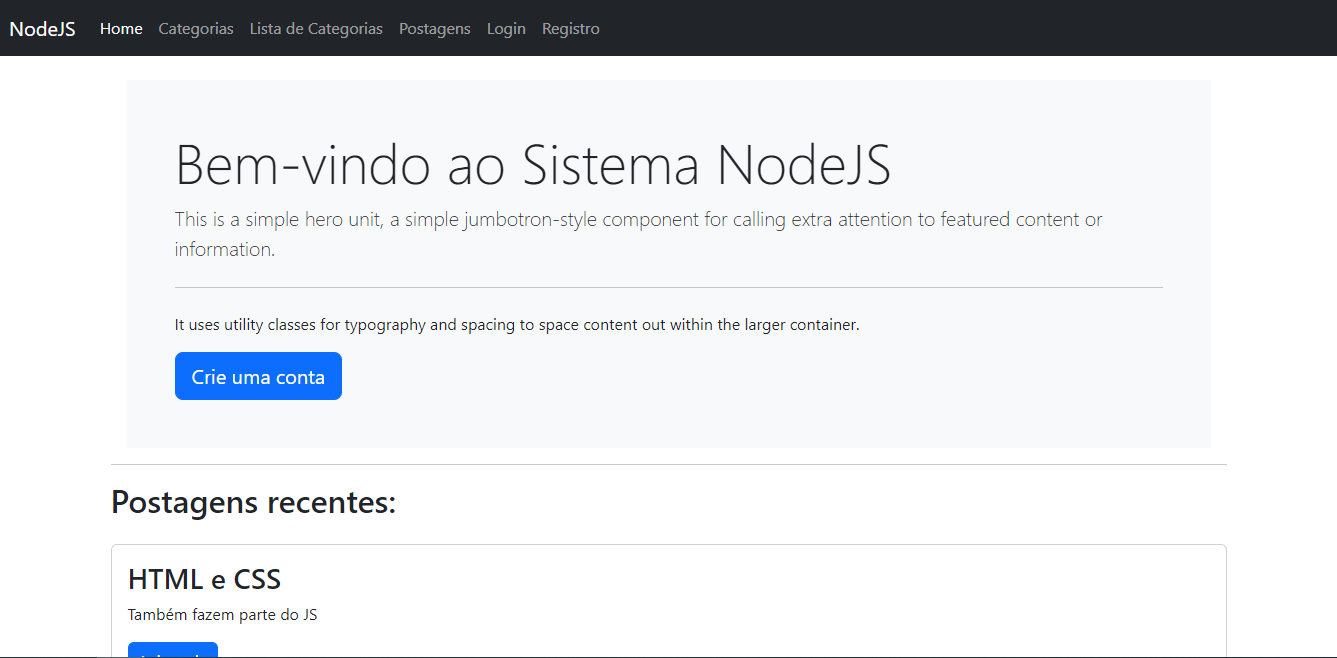 NodeJS Home Categorias Lista de Categorias Postagens Login Registro
Bem-vindo ao Sistema NodeJS
This is a simple hero unit, a simple jumbotron-style component for calling extra attention to featured content or
information.
It uses utility classes for typography and spacing to space content out within the larger container.
Crie uma conta
Postagens recentes:
HTML e CSS
Também fazem parte do JS